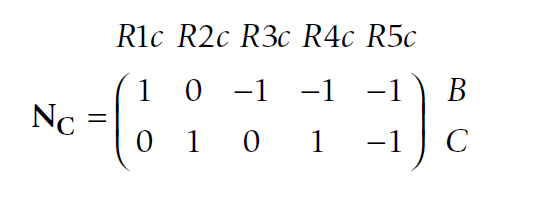 R1c R2c R3c R4c R5c
1 0 −1 −1 −1 B
N_C =
0 1 0 1 −1 C